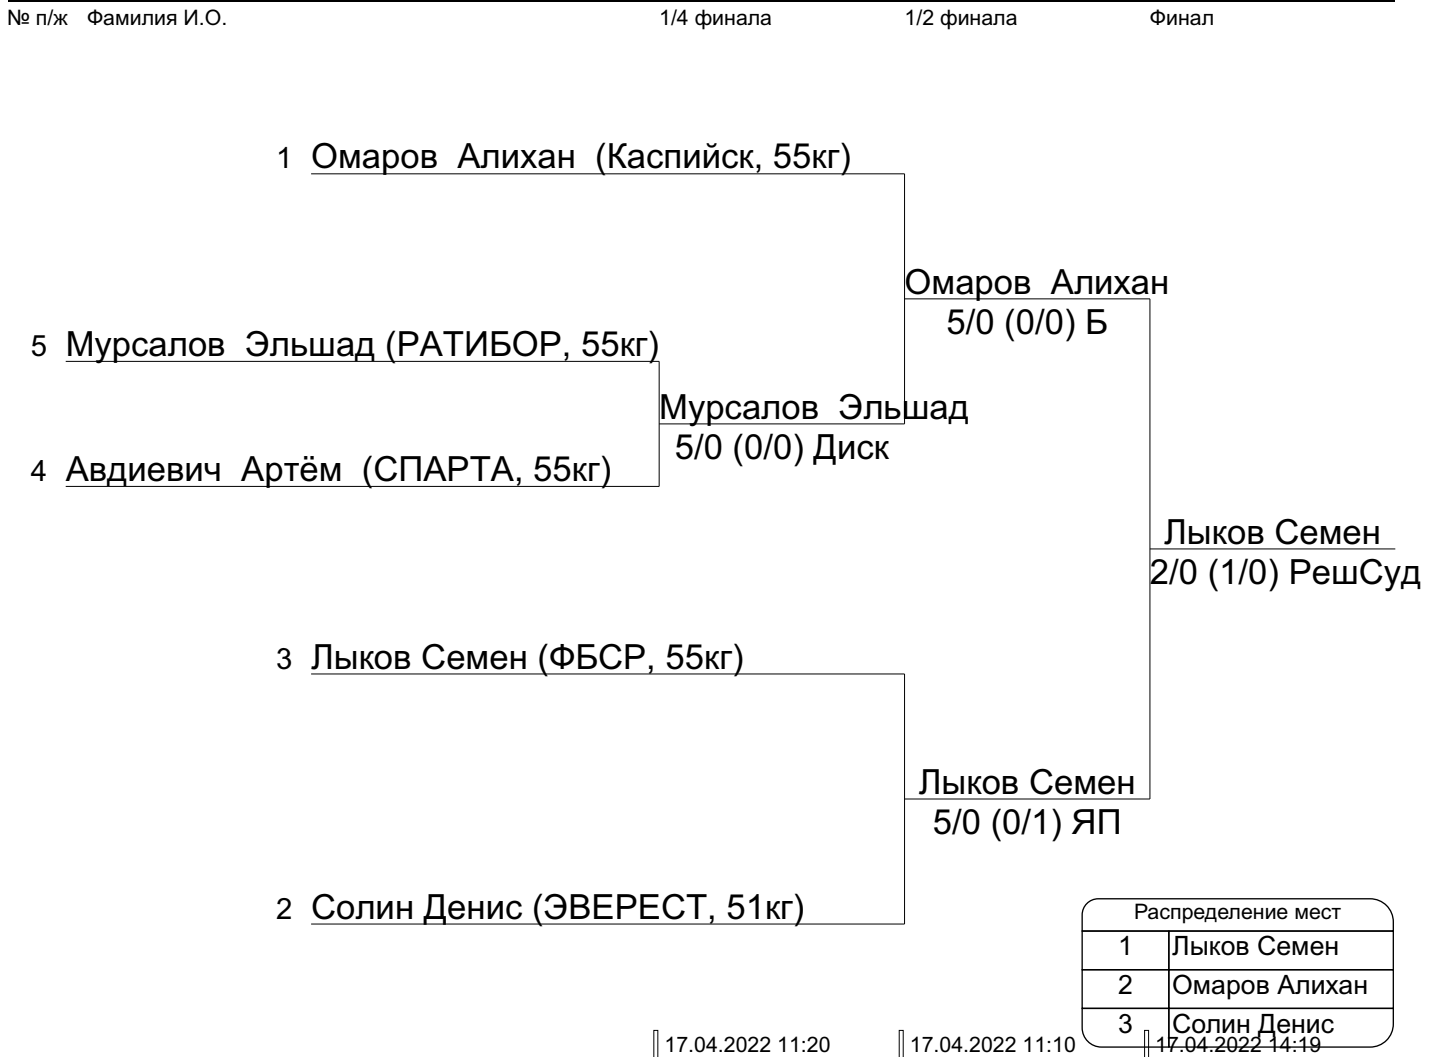 № п/ж Фамилия И.О. 1/4 финала 1/2 финала Финал
1 Омаров Алихан (Каспийск, 55кг)
Омаров Алихан
5/0 (0/0) Б
5 Мурсалов Эльшад (РАТИБОР, 55кг)
Мурсалов Эльшад
5/0 (0/0) Диск
4 Авдиевич Артём (СПАРТА, 55кг)
Лыков Семен
2/0 (1/0) РешСуд
3 Лыков Семен (ФБСР, 55кг)
Лыков Семен
5/0 (0/1) ЯП
2 Солин Денис (ЭВЕРЕСТ, 51кг)
Распределение мест
1 Лыков Семен
2 Омаров Алихан
3 Солин Денис
17.04.2022 11:20 17.04.2022 11:10 17.04.2022 14:19